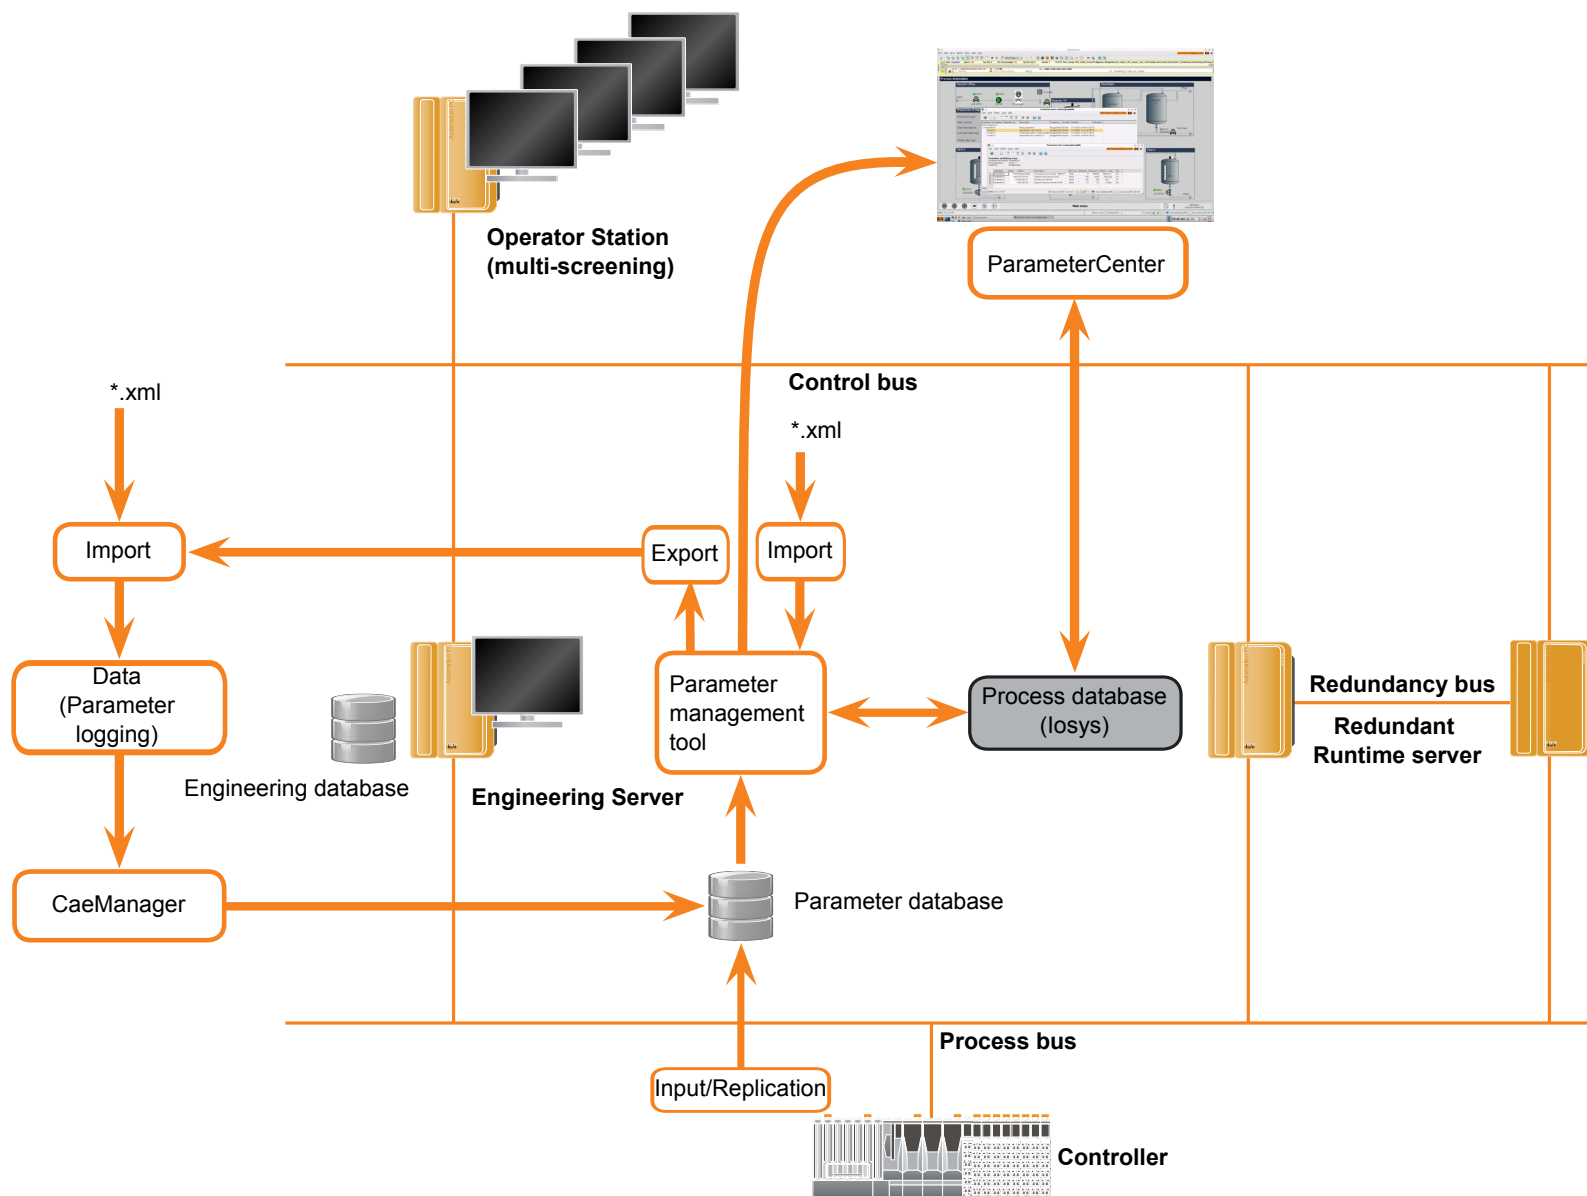 Operator Station
(multi-screening)
ParameterCenter
Control bus
*.xml
*.xml
Import
Export
Import
Data
(Parameter
logging)
Parameter
management
tool
Process database
(Iosys)
Redundancy bus
Redundant
Runtime server
Engineering database
Engineering Server
CaeManager
Parameter database
Process bus
Input/Replication
Controller